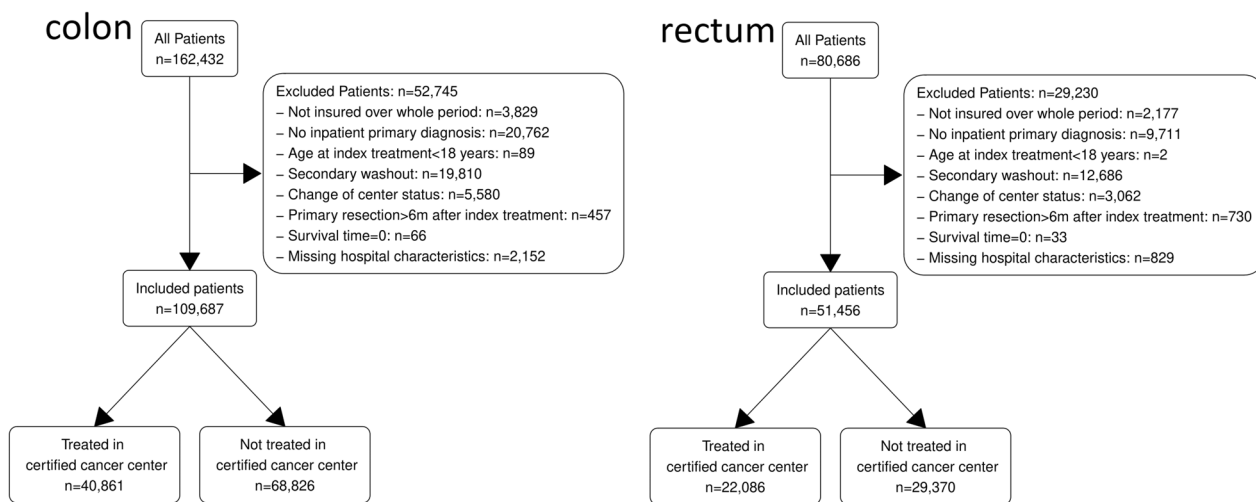 colon
All Patients
n=162,432
Excluded Patients: n=52,745
– Not insured over whole period: n=3,829
– No inpatient primary diagnosis: n=20,762
– Age at index treatment<18 years: n=89
– Secondary washout: n=19,810
– Change of center status: n=5,580
– Primary resection>6m after index treatment: n=457
– Survival time=0: n=66
– Missing hospital characteristics: n=2,152
Included patients
n=109,687
Treated in
certified cancer center
n=40,861
Not treated in
certified cancer center
n=68,826
rectum
All Patients
n=80,686
Excluded Patients: n=29,230
– Not insured over whole period: n=2,177
– No inpatient primary diagnosis: n=9,711
– Age at index treatment<18 years: n=2
– Secondary washout: n=12,686
– Change of center status: n=3,062
– Primary resection>6m after index treatment: n=730
– Survival time=0: n=33
– Missing hospital characteristics: n=829
Included patients
n=51,456
Treated in
certified cancer center
n=22,086
Not treated in
certified cancer center
n=29,370